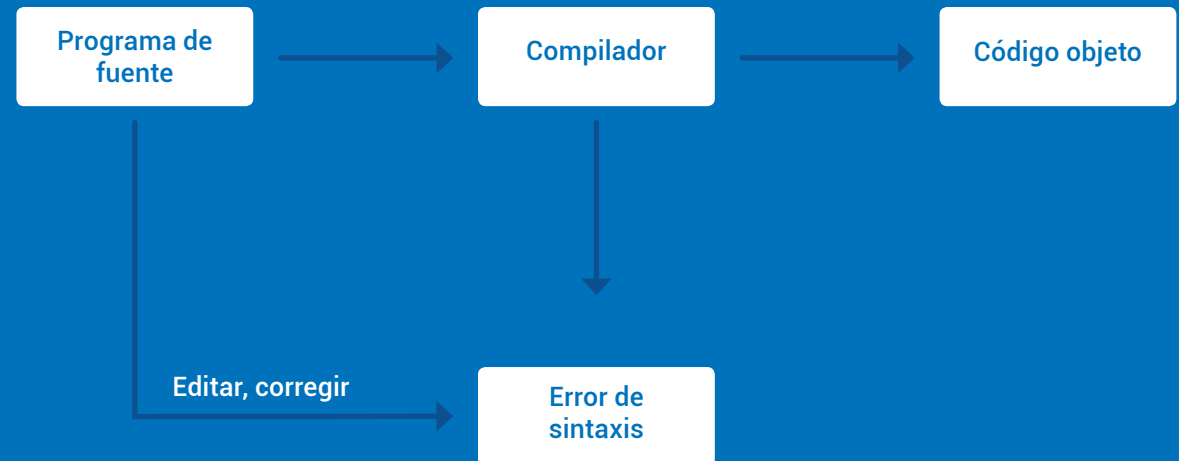 Programa de
fuente
Compilador
Código objeto
Editar, corregir
Error de
sintaxis